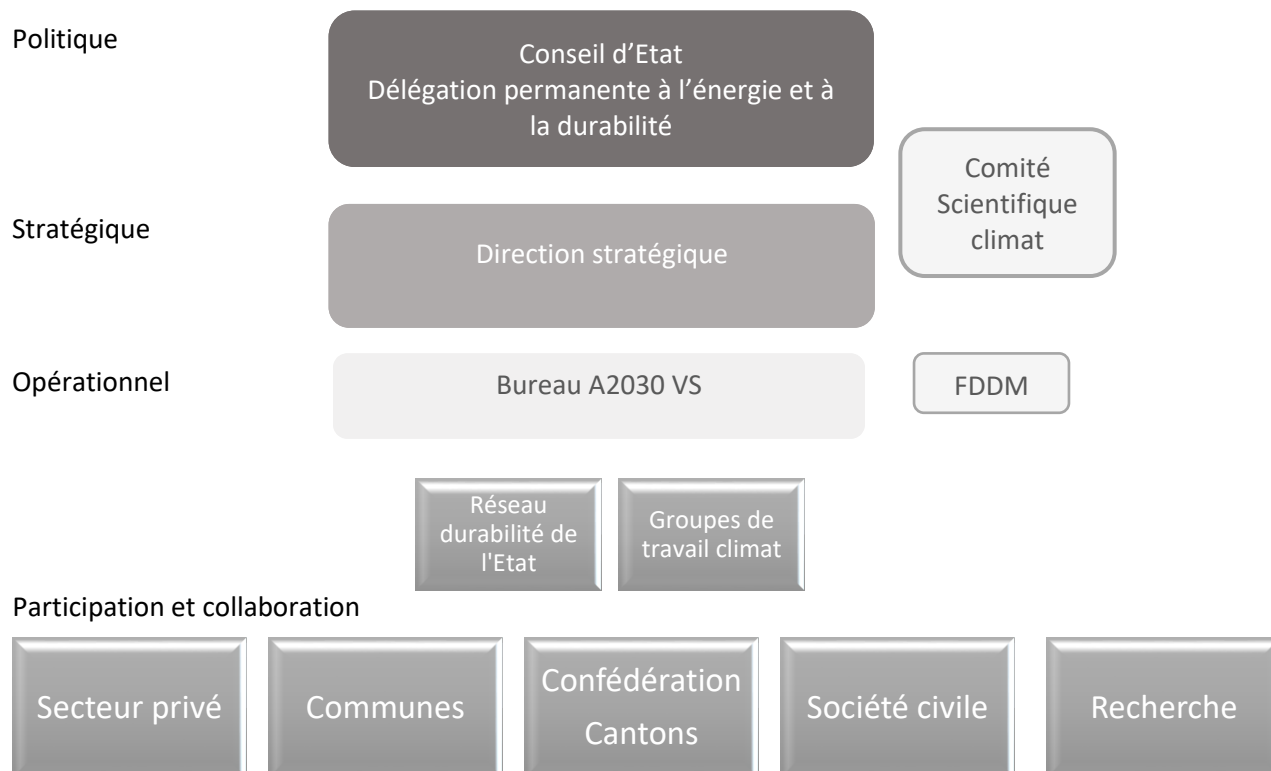 Politique
Conseil d’Etat
Délégation permanente à l’énergie et à
la durabilité
Comité
Scientifique
climat
Stratégique
Direction stratégique
Opérationnel
Bureau A2030 VS
FDDM
Réseau
durabilité de
l'Etat
Groupes de
travail climat
Participation et collaboration
Secteur privé
Communes
Confédération
Cantons
Société civile
Recherche